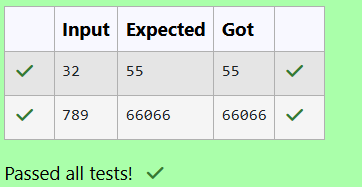 Input Expected Got
32 55 55
789 66066 66066
Passed all tests!